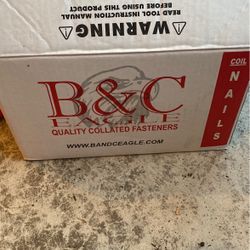 ⚠WARNING⚠
READ TOOL INSTRUCTION MANUAL
BEFORE USING THIS PRODUCT
B&C
EAGLE
QUALITY COLLATED FASTENERS
WWW.BANDCEAGLE.COM
COIL
NAILS